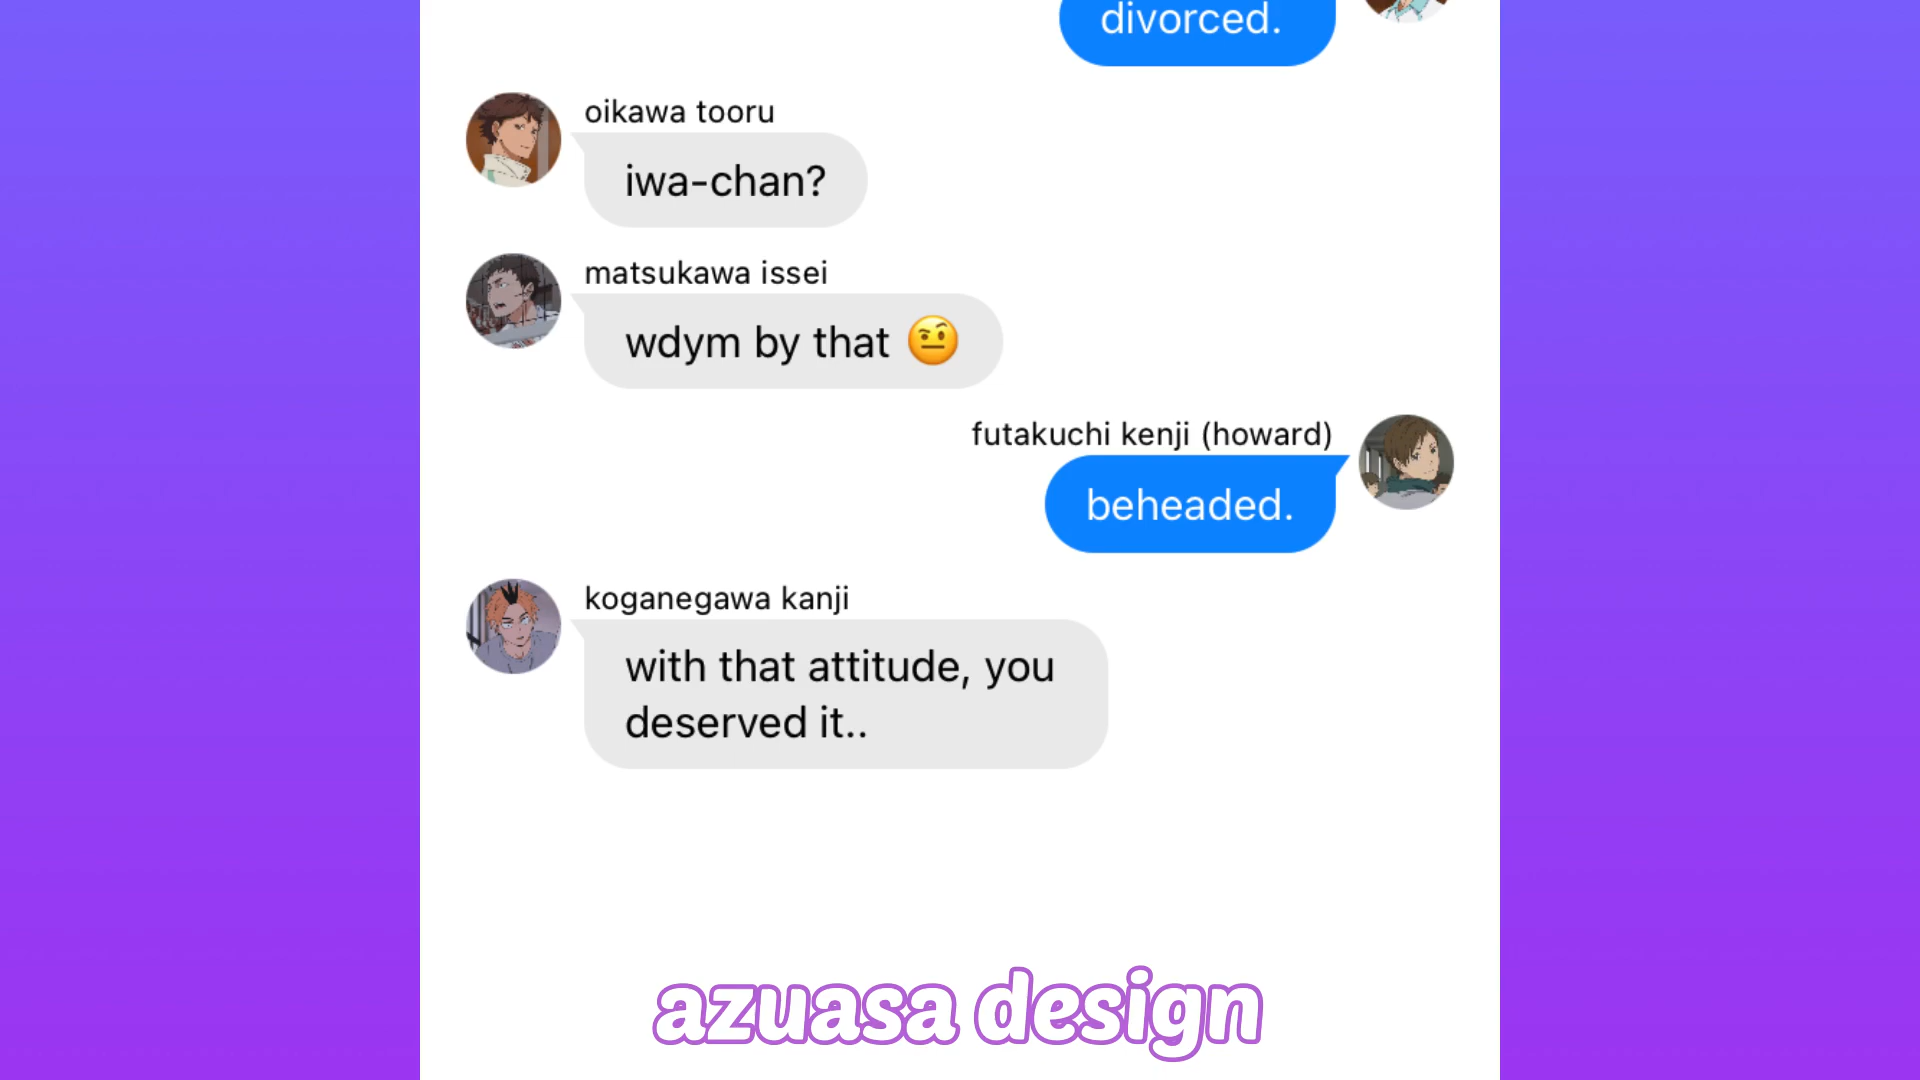 divorced.
oikawa tooru
iwa-chan?
matsukawa issei
wdym by that 🤨
futakuchi kenji (howard)
beheaded.
koganegawa kanji
with that attitude, you
deserved it..
azuasa design